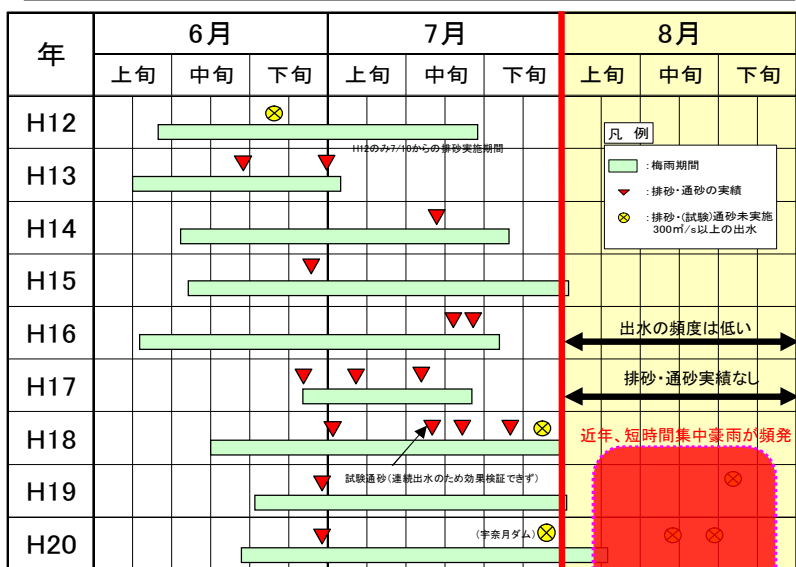 年
6月
7月
8月
上旬
中旬
下旬
上旬
中旬
下旬
上旬
中旬
下旬
H12
H12のみ7/10からの排砂実施期間
凡 例
:梅雨期間
:排砂・通砂の実績
:排砂・(試験)通砂未実施
300㎥/s以上の出水
H13
H14
H15
H16
出水の頻度は低い
H17
排砂・通砂実績なし
H18
近年、短時間集中豪雨が頻発
試験通砂(連続出水のため効果検証できず)
H19
H20
(宇奈月ダム)